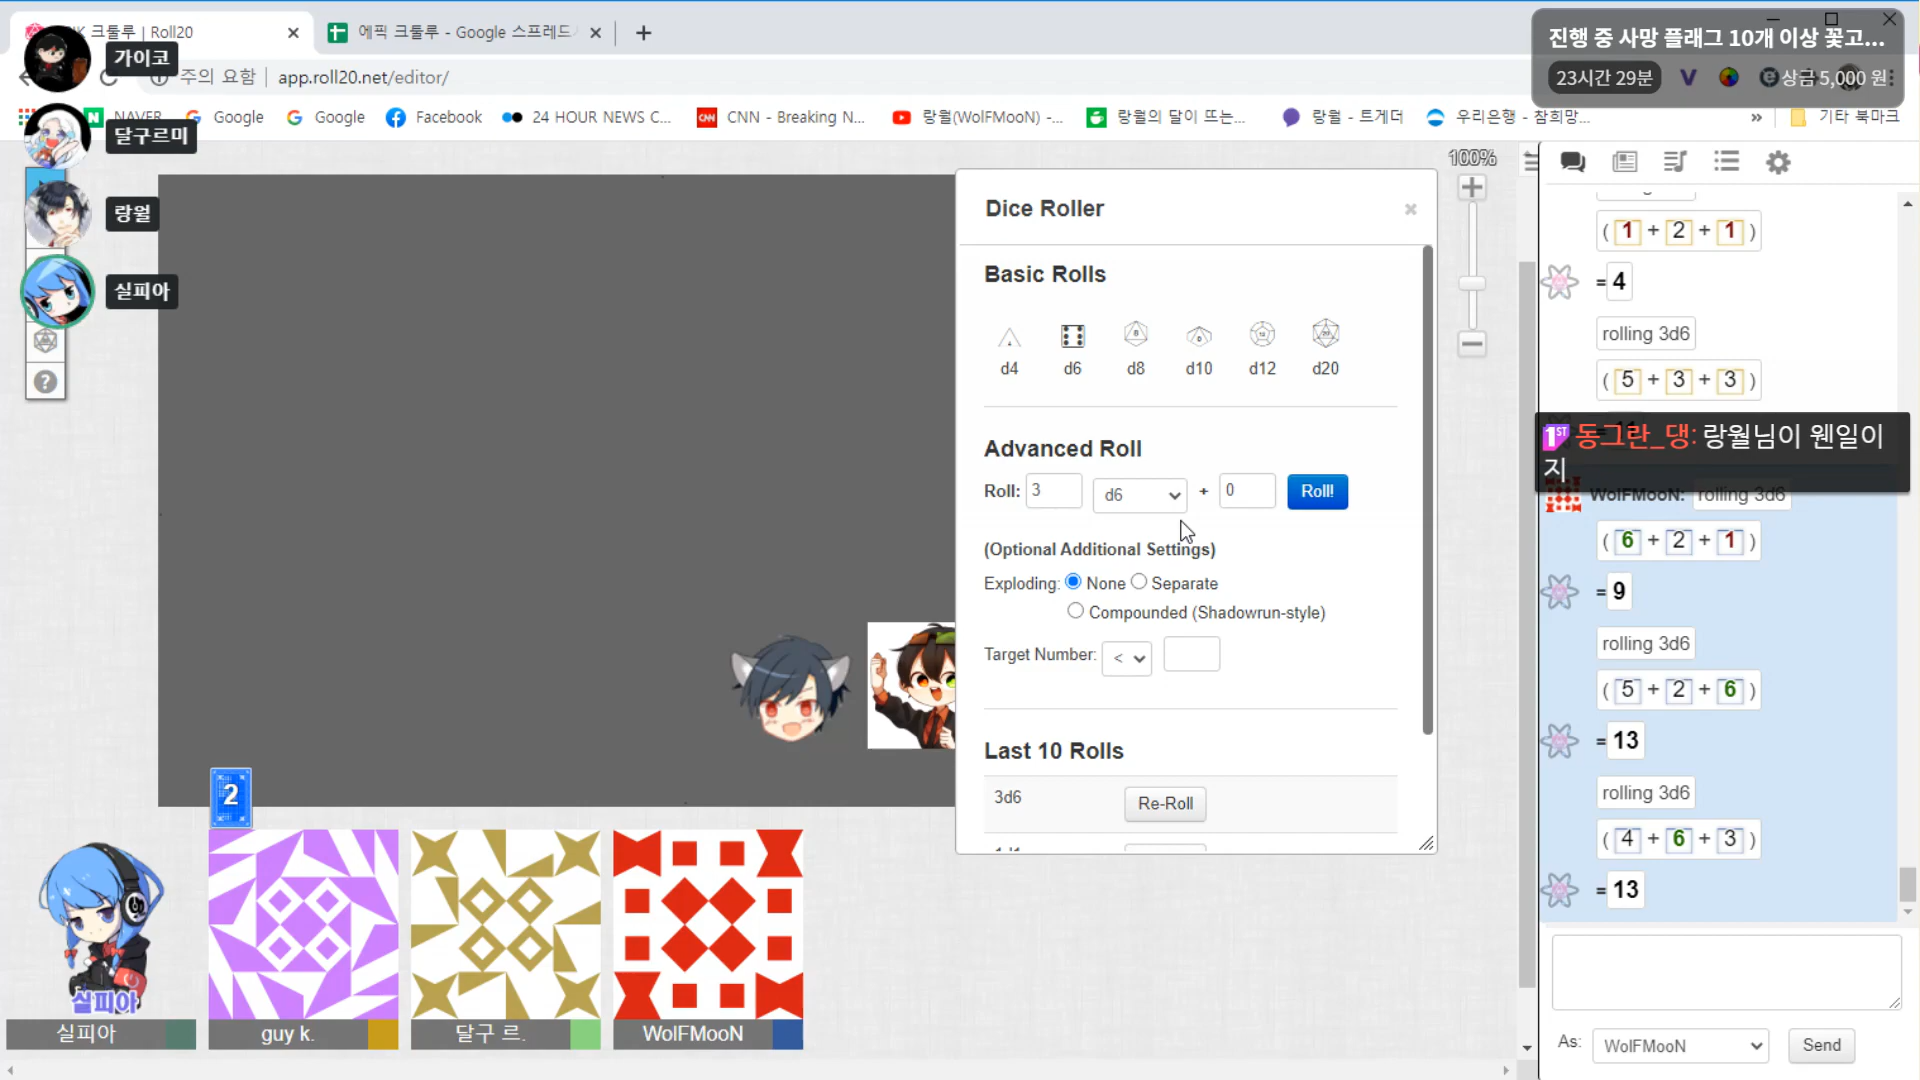 크툴루 | Roll20
에픽 크툴루 - Google 스프레드
가이코
주의 요함
app.roll20.net/editor/
진행 중 사망 플래그 10개 이상 꽃고...
23시간 29분
상금 5,000 원
NAVER
Google
Google
Facebook
24 HOUR NEWS C...
CNN - Breaking N...
랑월(WolFMooN) -...
랑월의 달이 뜨는...
랑월 - 트게더
우리은행 - 참희망...
»
기타 북마크
달구르미
랑월
실피아
100%
Dice Roller
Basic Rolls
d4
d6
d8
d10
d12
d20
Advanced Roll
Roll: 3 d6 + 0 Roll!
(Optional Additional Settings)
Exploding: None Separate
Compounded (Shadowrun-style)
Target Number: <
Last 10 Rolls
3d6
Re-Roll
( 1 + 2 + 1 )
= 4
rolling 3d6
( 5 + 3 + 3 )
1ST 동그란_댕: 랑월님이 웬일이
지
WolFMooN: rolling 3d6
( 6 + 2 + 1 )
= 9
rolling 3d6
( 5 + 2 + 6 )
= 13
rolling 3d6
( 4 + 6 + 3 )
= 13
2
실피아
실피아
guy k.
달구 르.
WolFMooN
As: WolFMooN
Send